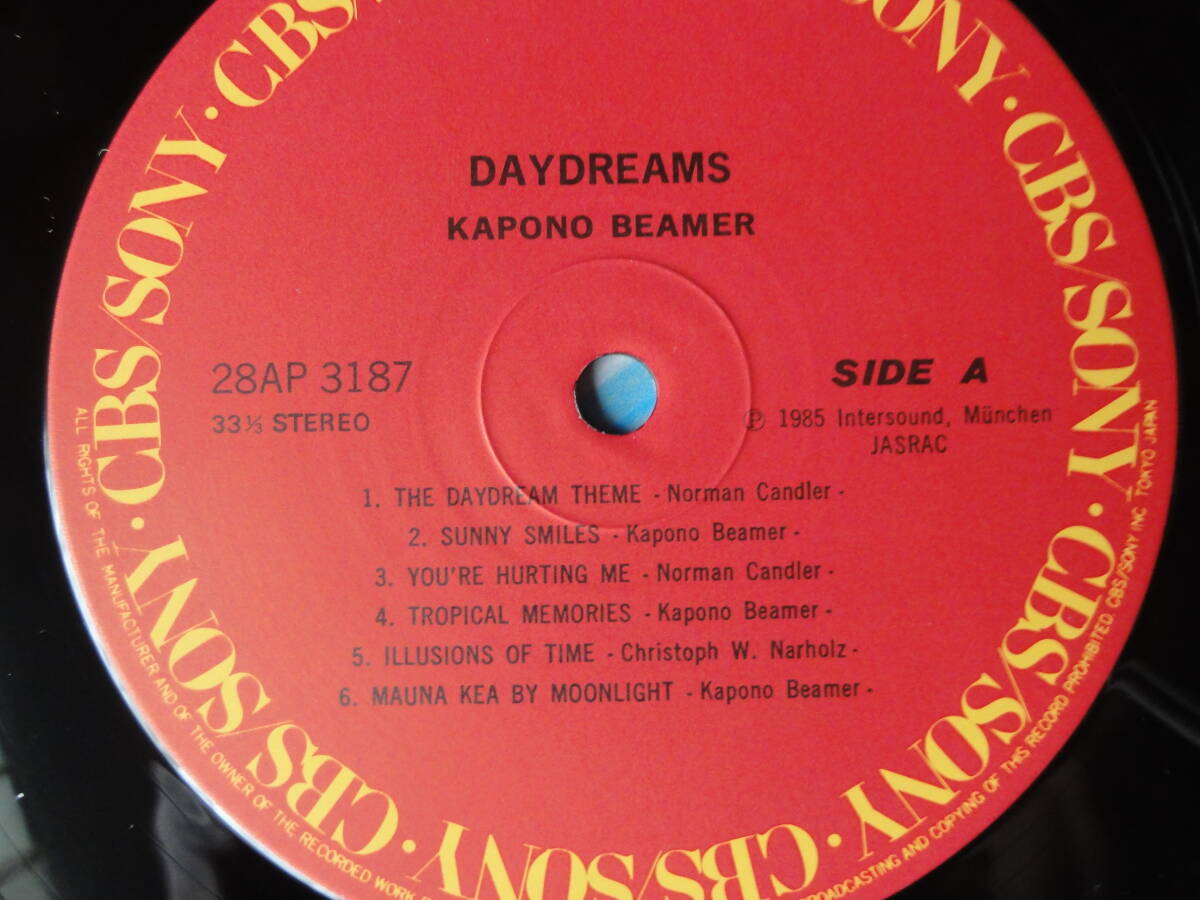 DAYDREAMS
KAPONO BEAMER
28AP 3187
33⅓ STEREO
SIDE A
Ⓟ 1985 Intersound, München
JASRAC
1. THE DAYDREAM THEME - Norman Candler -
2. SUNNY SMILES - Kapono Beamer -
3. YOU'RE HURTING ME - Norman Candler -
4. TROPICAL MEMORIES - Kapono Beamer -
5. ILLUSIONS OF TIME - Christoph W. Narholz -
6. MAUNA KEA BY MOONLIGHT - Kapono Beamer -
CBS/SONY · CBS/SONY · CBS/SONY · CBS/SONY · CBS/SONY · CBS/SONY · CBS/
ALL RIGHTS OF THE MANUFACTURER AND OF THE OWNER OF THE RECORDED WORK
BROADCASTING AND COPYING OF THIS RECORD PROHIBITED CBS/SONY INC TOKYO JAPAN